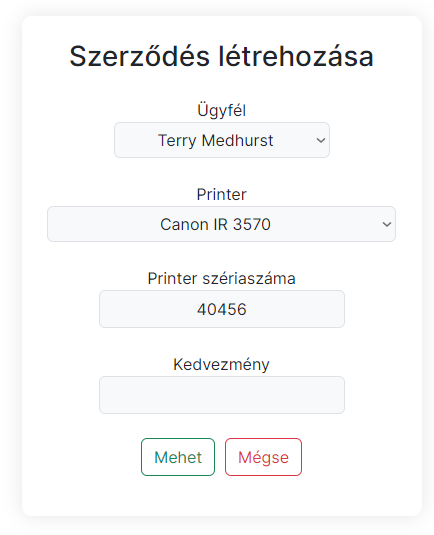 Szerződés létrehozása
Ügyfél
Terry Medhurst
Printer
Canon IR 3570
Printer szériaszáma
40456
Kedvezmény
Mehet
Mégse